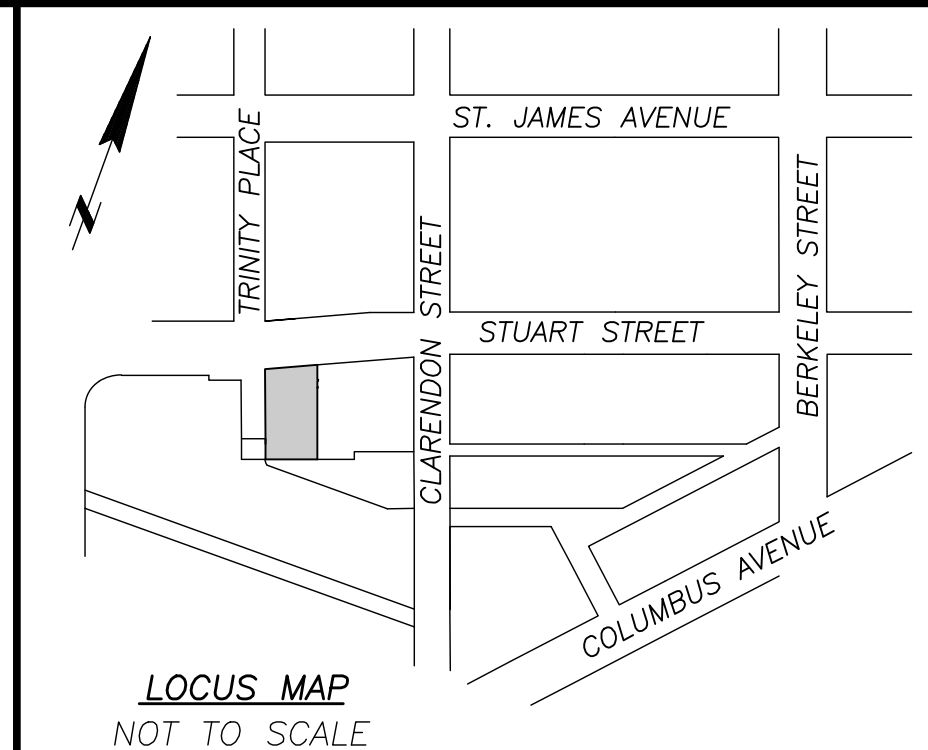 ST. JAMES AVENUE
TRINITY PLACE
BERKELEY STREET
CLARENDON STREET
STUART STREET
N
COLUMBUS AVENUE
LOCUS MAP
NOT TO SCALE